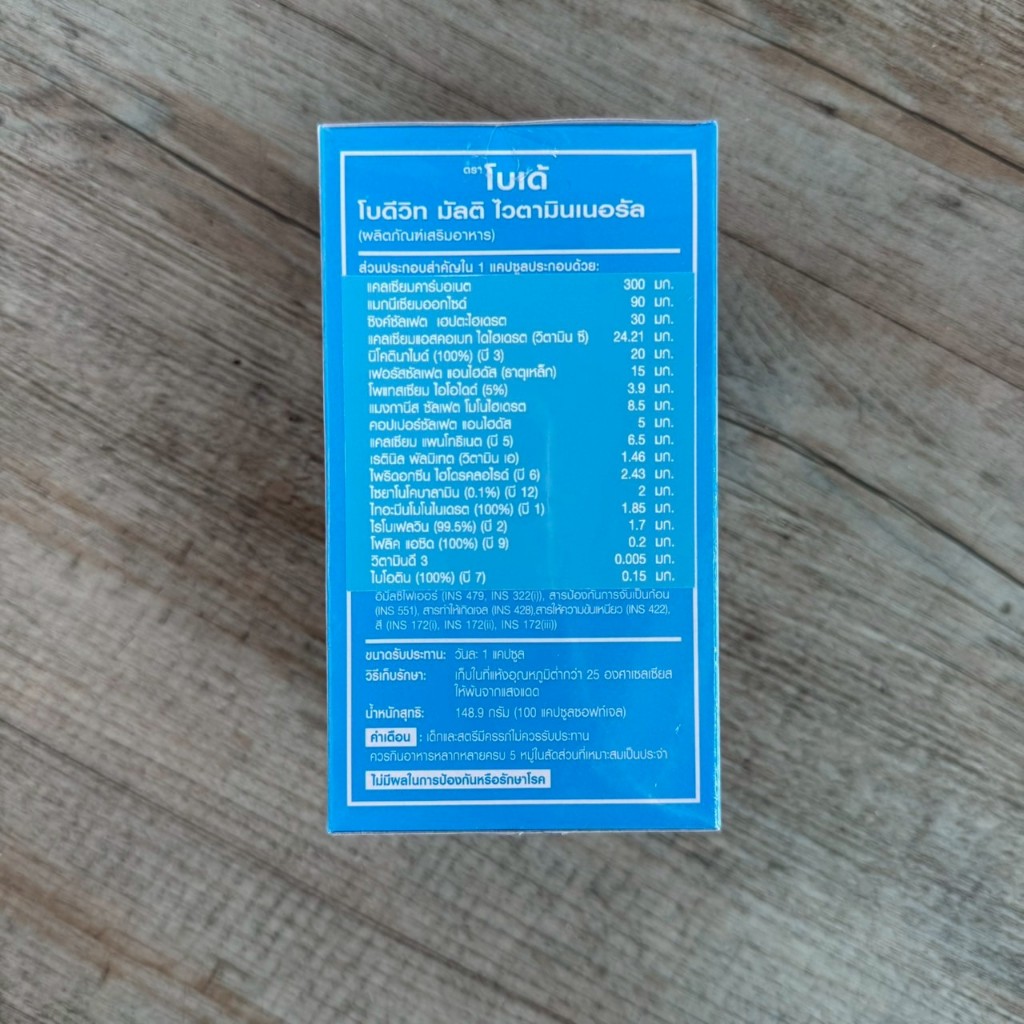 ตรา โบเด้
โบดีวิท มัลติ ไวตามินเนอรัล
(ผลิตภัณฑ์เสริมอาหาร)
ส่วนประกอบสำคัญใน 1 แคปซูลประกอบด้วย:
แคลเซียมคาร์บอเนต 300 มก.
แมกนีเซียมออกไซด์ 90 มก.
ซิงค์ซัลเฟต เฮปตะไฮเดรต 30 มก.
แคลเซียมแอสคอเบท ไดไฮเดรต (วิตามิน ซี) 24.21 มก.
นิโคตินาไมด์ (100%) (บี 3) 20 มก.
เฟอรัสซัลเฟต แอนไฮดัส (ธาตุเหล็ก) 15 มก.
โพแทสเซียม ไอโอไดด์ (5%) 3.9 มก.
แมงกานีส ซัลเฟต โมโนไฮเดรต 8.5 มก.
คอปเปอร์ซัลเฟต แอนไฮดัส 5 มก.
แคลเซียม แพนโทธิเนต (บี 5) 6.5 มก.
เรตินิล พัลมิเทต (วิตามิน เอ) 1.46 มก.
ไพริดอกซิน ไฮโดรคลอไรด์ (บี 6) 2.43 มก.
ไซยาโนโคบาลามิน (0.1%) (บี 12) 2 มก.
ไทอะมีนโมโนไนเตรต (100%) (บี 1) 1.85 มก.
ไรโบเฟลวิน (99.5%) (บี 2) 1.7 มก.
โฟลิค แอซิด (100%) (บี 9) 0.2 มก.
วิตามินดี 3 0.005 มก.
ไบโอติน (100%) (บี 7) 0.15 มก.
อิมัลซิไฟเออร์ (INS 479, INS 322(i)), สารป้องกันการจับเป็นก้อน
(INS 551), สารทำให้เกิดเจล (INS 428),สารให้ความข้นเหนียว (INS 422),
สี (INS 172(i), INS 172(ii), INS 172(iii))
ขนาดรับประทาน: วันละ 1 แคปซูล
วิธีเก็บรักษา: เก็บในที่แห้งอุณหภูมิต่ำกว่า 25 องศาเซลเซียส
ให้พ้นจากแสงแดด
น้ำหนักสุทธิ: 148.9 กรัม (100 แคปซูลซอฟท์เจล)
คำเตือน : เด็กและสตรีมีครรภ์ไม่ควรรับประทาน
ควรกินอาหารหลากหลายครบ 5 หมู่ในสัดส่วนที่เหมาะสมเป็นประจำ
ไม่มีผลในการป้องกันหรือรักษาโรค